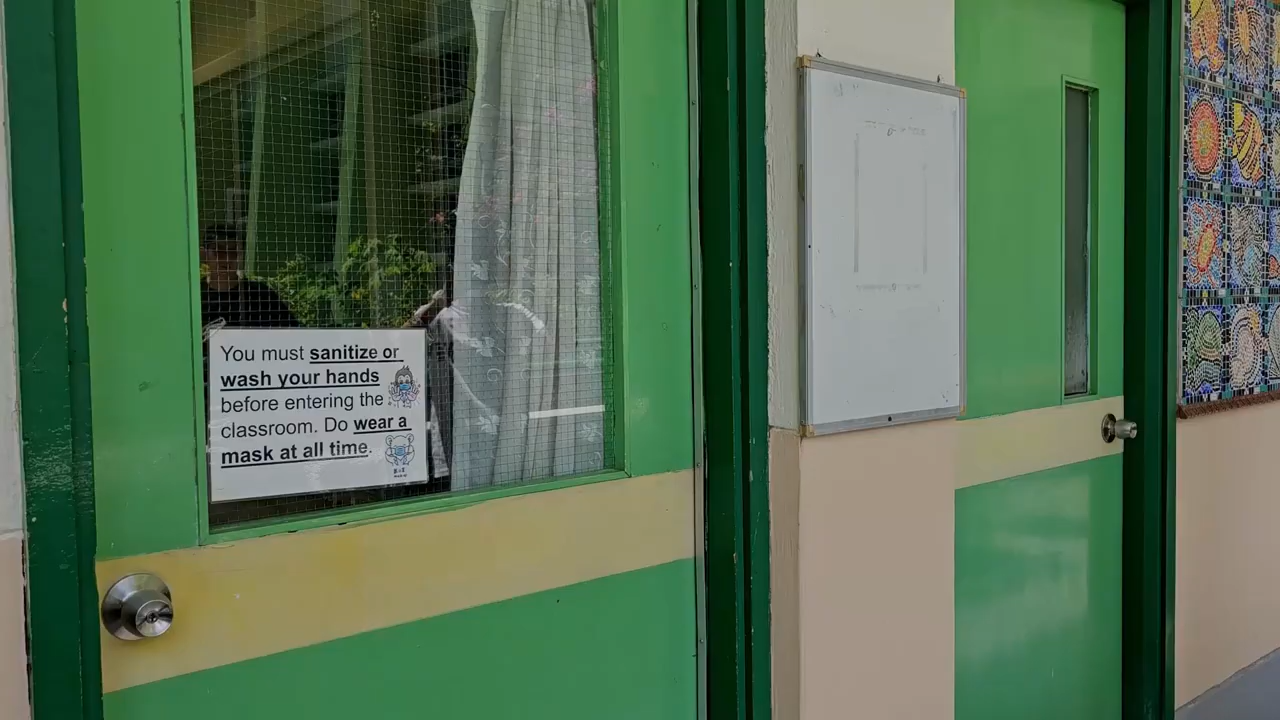 You must sanitize or
wash your hands
before entering the
classroom. Do wear a
mask at all time.